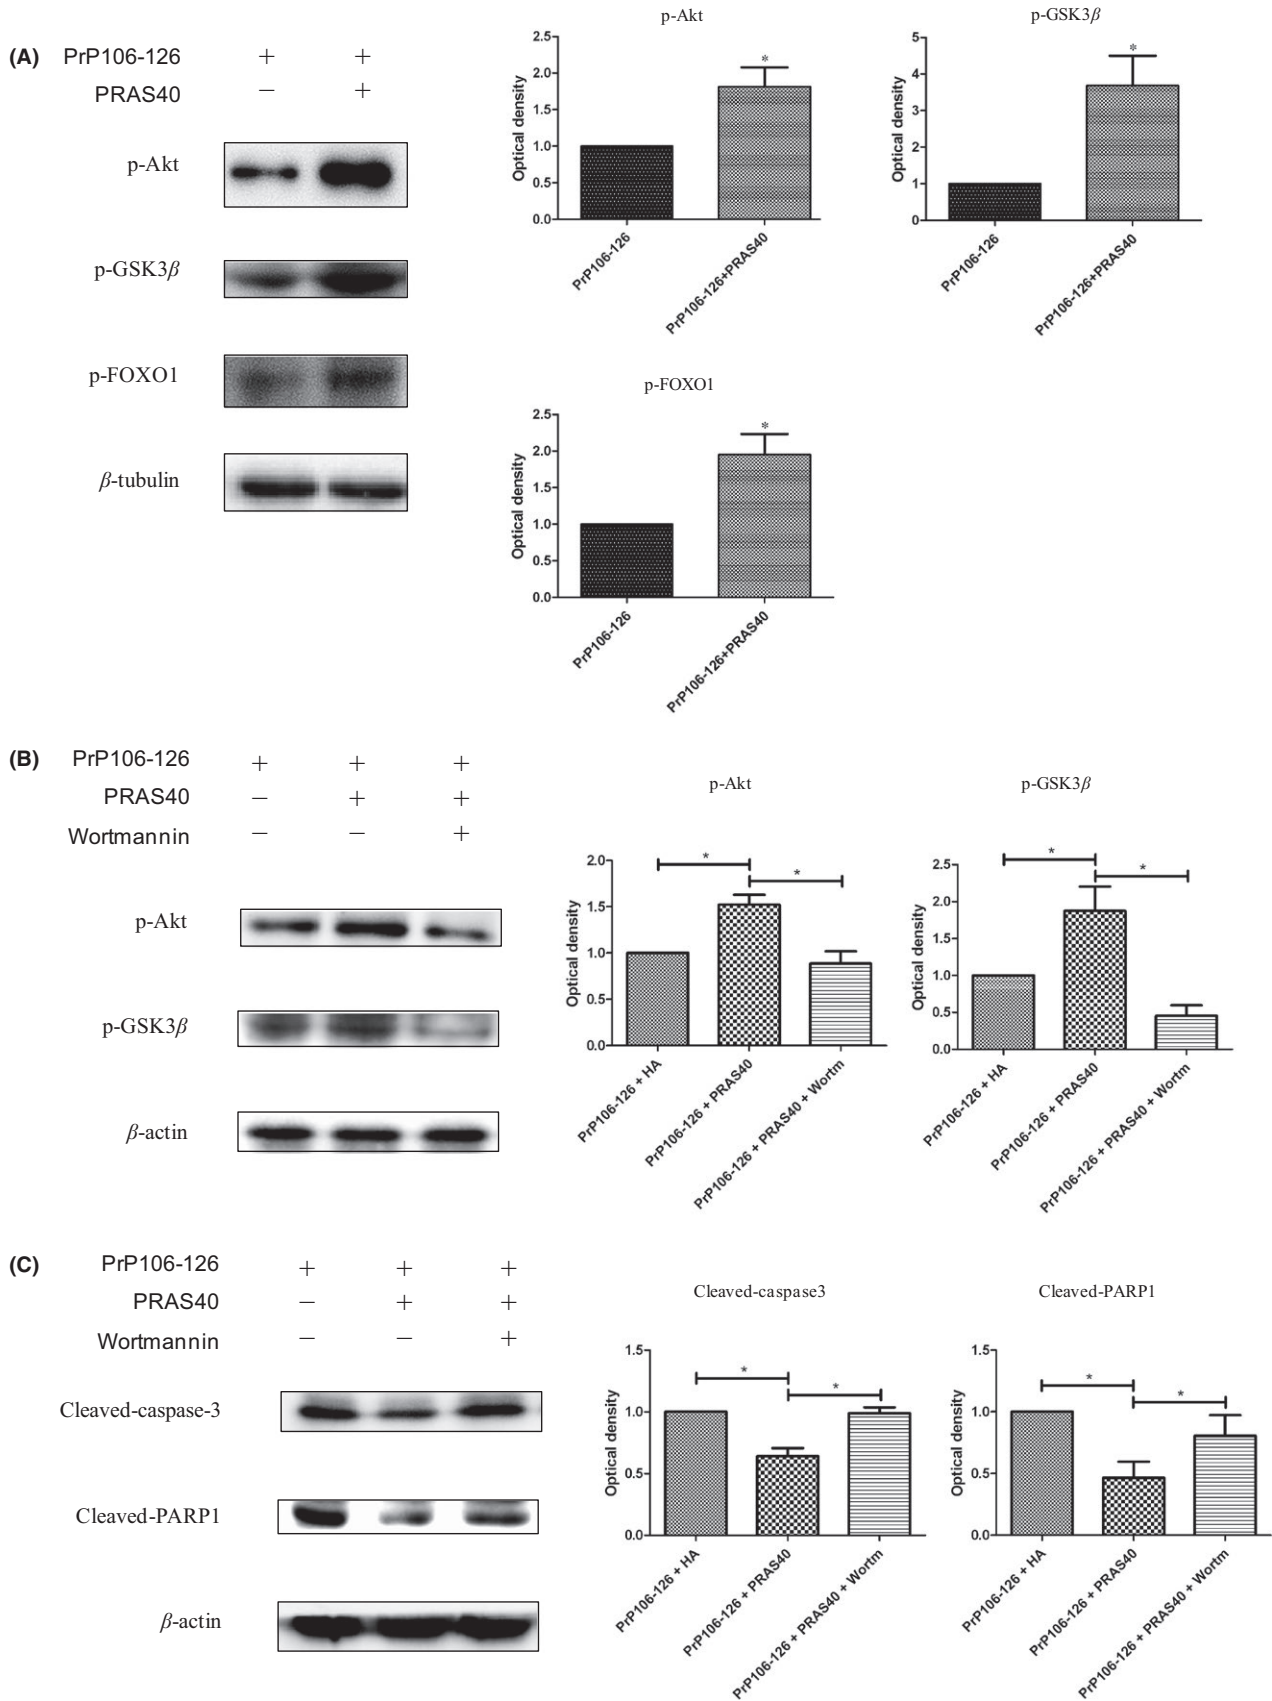 (A) PrP106-126 + +
PRAS40 − +
p-Akt
p-GSK3β
p-FOXO1
β-tubulin
p-Akt
Optical density
2.5
2.0
1.5
1.0
0.5
0.0
*
PrP106-126
PrP106-126+PRAS40
p-GSK3β
Optical density
5
4
3
2
1
0
*
PrP106-126
PrP106-126+PRAS40
p-FOXO1
Optical density
2.5
2.0
1.5
1.0
0.5
0.0
*
PrP106-126
PrP106-126+PRAS40
(B) PrP106-126 + + +
PRAS40 − + +
Wortmannin − − +
p-Akt
p-GSK3β
β-actin
p-Akt
Optical density
2.0
1.5
1.0
0.5
0.0
* *
PrP106-126 + HA
PrP106-126 + PRAS40
PrP106-126 + PRAS40 + Wortm
p-GSK3β
Optical density
2.5
2.0
1.5
1.0
0.5
0.0
* *
PrP106-126 + HA
PrP106-126 + PRAS40
PrP106-126 + PRAS40 + Wortm
(C) PrP106-126 + + +
PRAS40 − + +
Wortmannin − − +
Cleaved-caspase-3
Cleaved-PARP1
β-actin
Cleaved-caspase3
Optical density
1.5
1.0
0.5
0.0
* *
PrP106-126 + HA
PrP106-126 + PRAS40
PrP106-126 + PRAS40 + Wortm
Cleaved-PARP1
Optical density
1.5
1.0
0.5
0.0
* *
PrP106-126 + HA
PrP106-126 + PRAS40
PrP106-126 + PRAS40 + Wortm